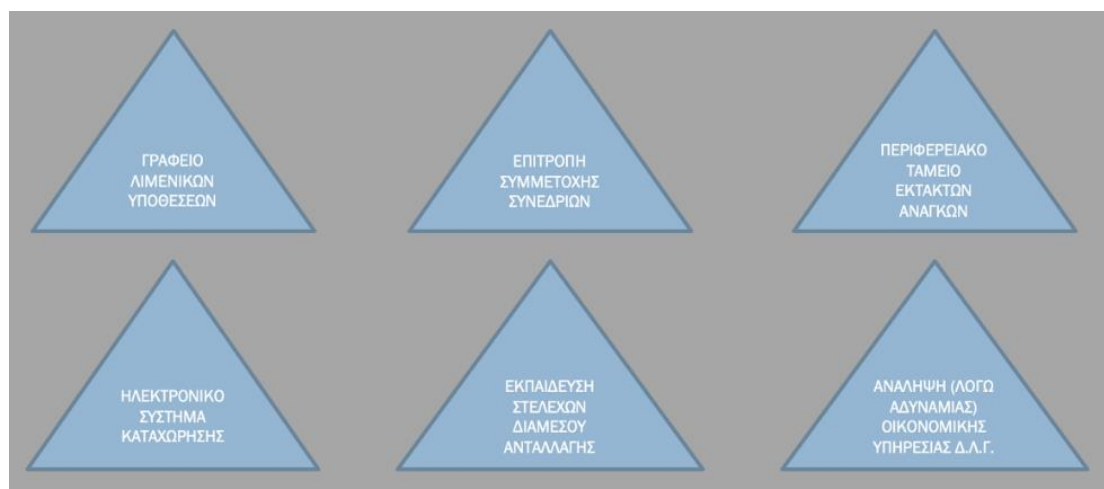 ΓΡΑΦΕΙΟ
ΛΙΜΕΝΙΚΩΝ
ΥΠΟΘΕΣΕΩΝ
ΕΠΙΤΡΟΠΗ
ΣΥΜΜΕΤΟΧΗΣ
ΣΥΝΕΔΡΙΩΝ
ΠΕΡΙΦΕΡΕΙΑΚΟ
ΤΑΜΕΙΟ
ΕΚΤΑΚΤΩΝ
ΑΝΑΓΚΩΝ
ΗΛΕΚΤΡΟΝΙΚΟ
ΣΥΣΤΗΜΑ
ΚΑΤΑΧΩΡΗΣΗΣ
ΕΚΠΑΙΔΕΥΣΗ
ΣΤΕΛΕΧΩΝ
ΔΙΑΜΕΣΟΥ
ΑΝΤΑΛΛΑΓΗΣ
ΑΝΑΛΗΨΗ (ΛΟΓΩ
ΑΔΥΝΑΜΙΑΣ)
ΟΙΚΟΝΟΜΙΚΗΣ
ΥΠΗΡΕΣΙΑΣ Δ.Λ.Γ.